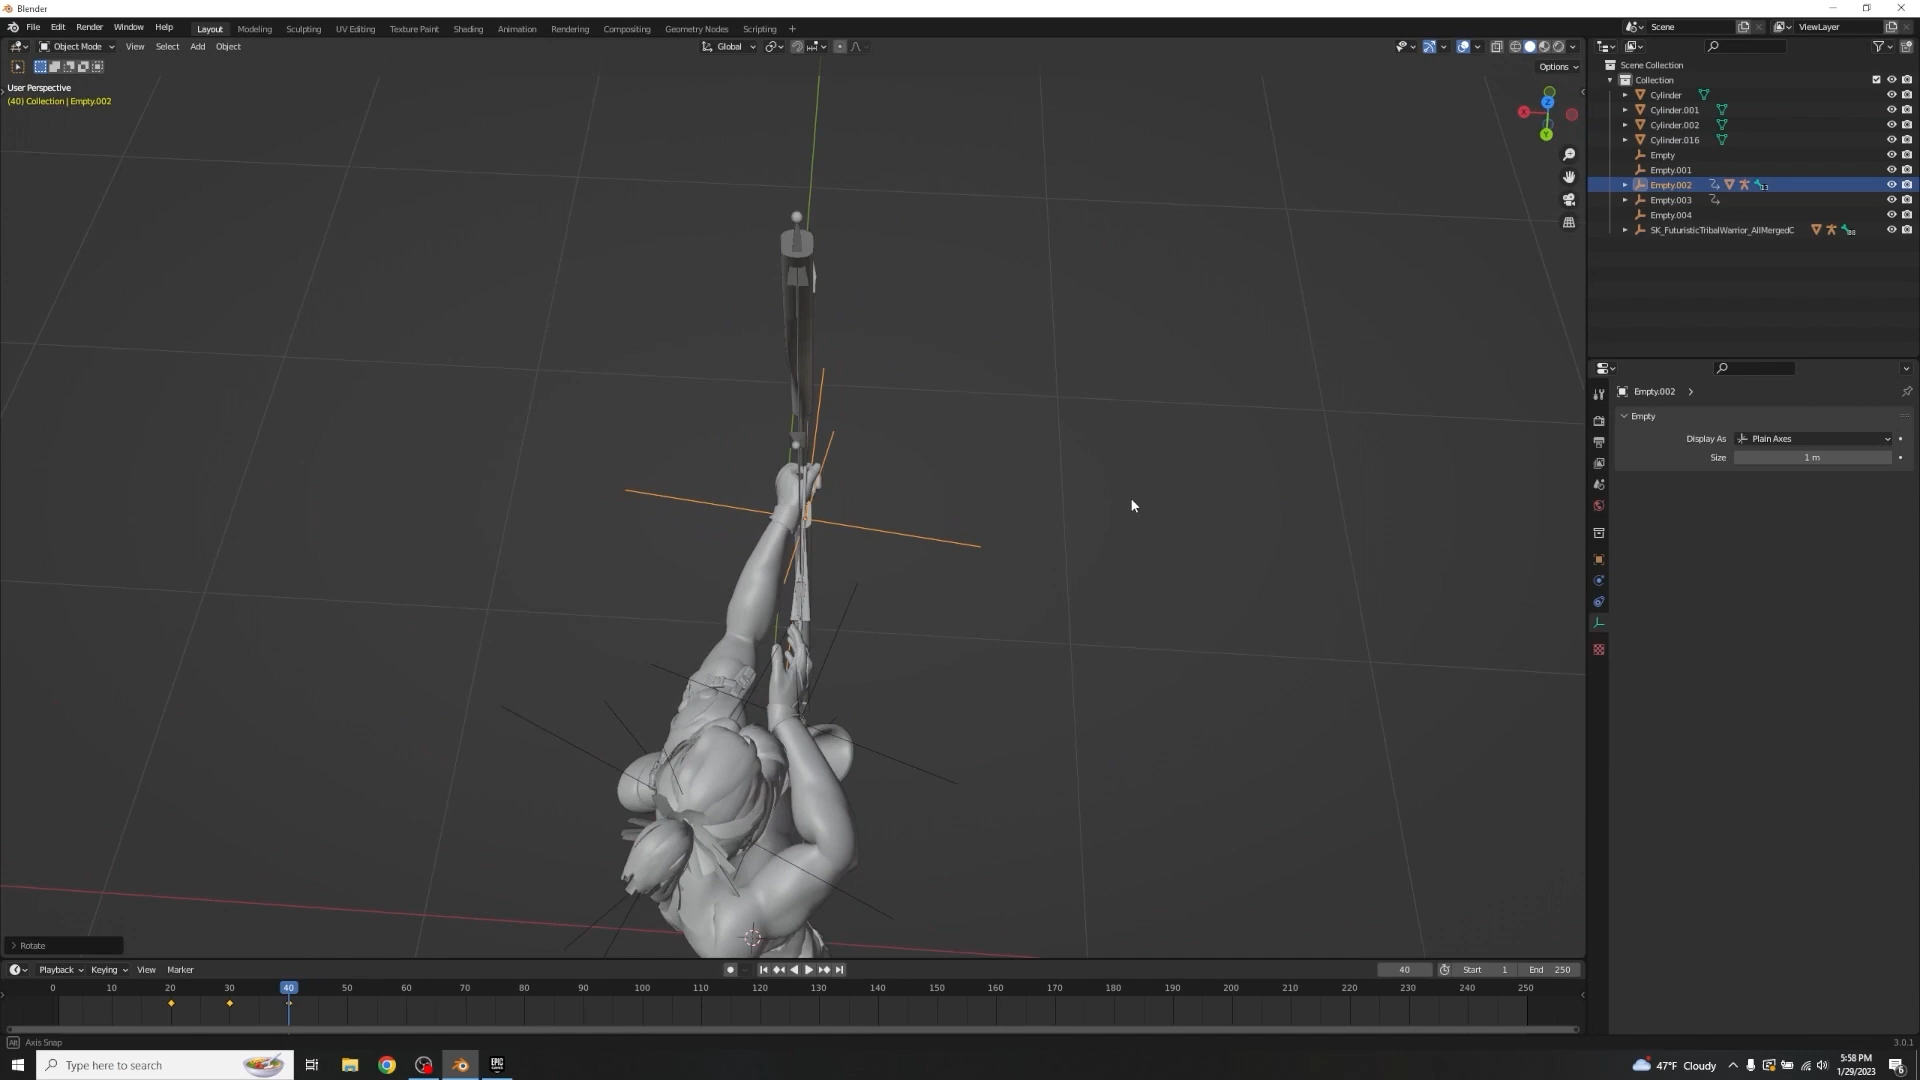 Blender
File Edit Render Window Help
Layout Modeling Sculpting UV Editing Texture Paint Shading Animation Rendering Compositing Geometry Nodes Scripting +
Scene
ViewLayer
Object Mode View Select Add Object
Global
Options
User Perspective
(40) Collection | Empty.002
X
Z
Y
Scene Collection
Collection
Cylinder
Cylinder.001
Cylinder.002
Cylinder.016
Empty
Empty.001
Empty.002 13
Empty.003
Empty.004
SK_FuturisticTribalWarrior_AllMergedC
Empty.002
Empty
Display As Plain Axes
Size 1 m
Rotate
Playback Keying View Marker
40 Start 1 End 250
0 10 20 30 40 50 60 70 80 90 100 110 120 130 140 150 160 170 180 190 200 210 220 230 240 250
Alt Axis Snap
3.0.1
Type here to search
EPIC GAMES
47°F Cloudy
5:58 PM
1/29/2023
6